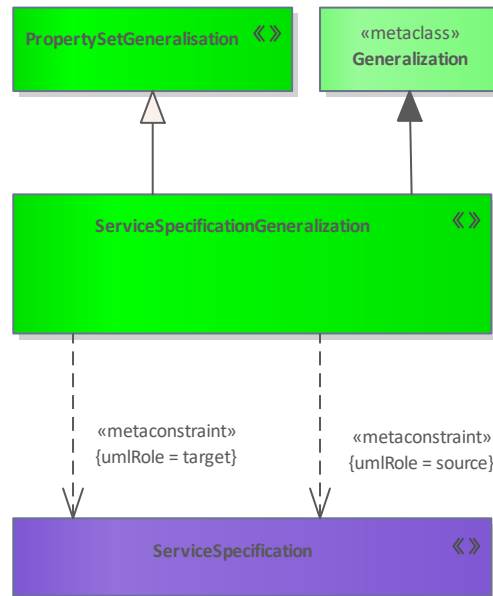 PropertySetGeneralisation «»
«metaclass»
Generalization
ServiceSpecificationGeneralization «»
«metaconstraint»
{umlRole = target}
«metaconstraint»
{umlRole = source}
ServiceSpecification «»